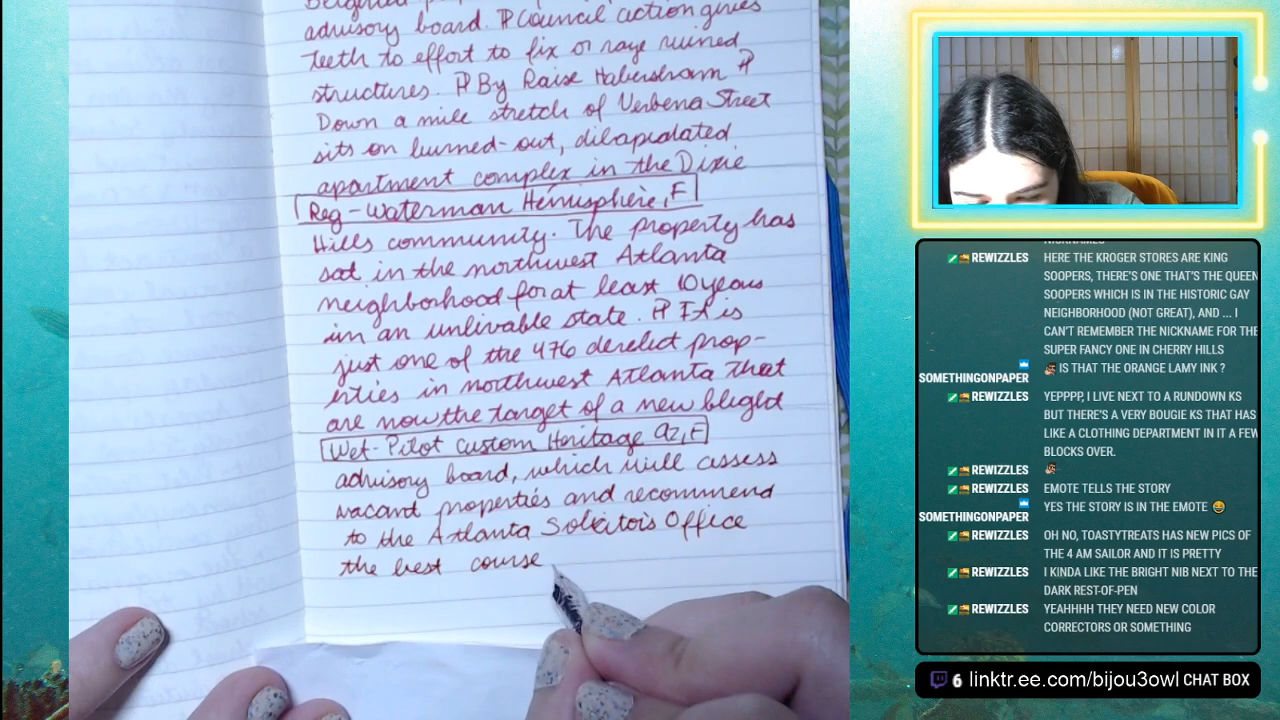 advisory board. ⁋ Council action gives
teeth to effort to fix or raze ruined
structures. ⁋ By Raisa Habersham ⁋
Down a mile stretch of Verbena Street
sits on burned-out, dilapidated
apartment complex in the Dixie
Reg-Waterman Hemisphere, F
Hills community. The property has
sat in the northwest Atlanta
neighborhood for at least 10 years
in an unlivable state. ⁋ It is
just one of the 476 derelict prop-
erties in northwest Atlanta that
are now the target of a new blight
Wet-Pilot Custom Heritage 92, F
advisory board, which will assess
vacant properties and recommend
to the Atlanta Solicitor's Office
the best course
NICKNAMES
REWIZZLES HERE THE KROGER STORES ARE KING
SOOPERS, THERE'S ONE THAT'S THE QUEEN
SOOPERS WHICH IS IN THE HISTORIC GAY
NEIGHBORHOOD (NOT GREAT), AND ... I
CAN'T REMEMBER THE NICKNAME FOR THE
SUPER FANCY ONE IN CHERRY HILLS
SOMETHINGONPAPER IS THAT THE ORANGE LAMY INK ?
REWIZZLES YEPPPP, I LIVE NEXT TO A RUNDOWN KS
BUT THERE'S A VERY BOUGIE KS THAT HAS
LIKE A CLOTHING DEPARTMENT IN IT A FEW
BLOCKS OVER.
REWIZZLES
REWIZZLES EMOTE TELLS THE STORY
SOMETHINGONPAPER YES THE STORY IS IN THE EMOTE 😅
REWIZZLES OH NO, TOASTYTREATS HAS NEW PICS OF
THE 4 AM SAILOR AND IT IS PRETTY
REWIZZLES I KINDA LIKE THE BRIGHT NIB NEXT TO THE
DARK REST-OF-PEN
REWIZZLES YEAHHHH THEY NEED NEW COLOR
CORRECTORS OR SOMETHING
6 linktr.ee.com/bijou3owl CHAT BOX